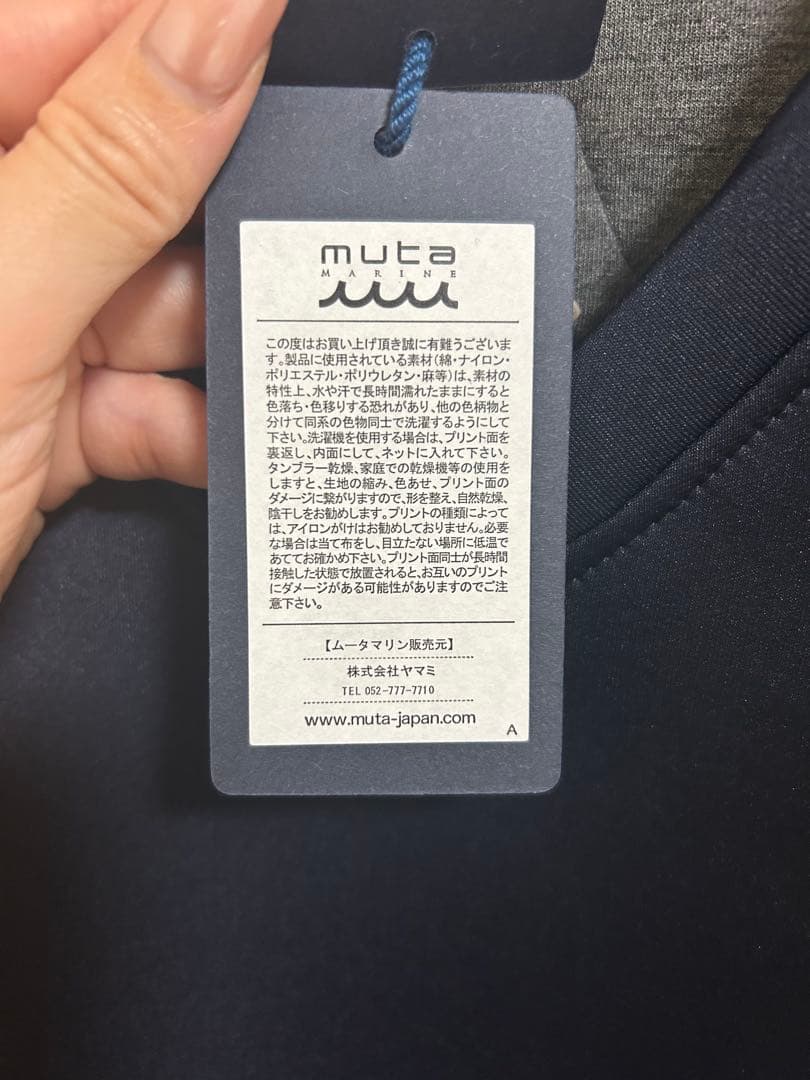 muta
MARINE
この度はお買い上げ頂き誠に有難うございま
す。製品に使用されている素材(綿・ナイロン・
ポリエステル・ポリウレタン・麻等)は、素材の
特性上、水や汗で長時間濡れたままにすると
色落ち・色移りする恐れがあり、他の色柄物と
分けて同系の色物同士で洗濯するようにして
下さい。洗濯機を使用する場合は、プリント面を
裏返し、内面にして、ネットに入れて下さい。
タンブラー乾燥、家庭での乾燥機等の使用を
しますと、生地の縮み、色あせ、プリント面の
ダメージに繋がりますので、形を整え、自然乾燥、
陰干しをお勧めします。プリントの種類によって
は、アイロンがけはお勧めしておりません。必要
な場合は当て布をし、目立たない場所に低温で
あててお確かめ下さい。プリント面同士が長時間
接触した状態で放置されると、お互いのプリント
にダメージがある可能性がありますのでご注
意下さい。
【ムータマリン販売元】
株式会社ヤマミ
TEL 052-777-7710
www.muta-japan.com
A